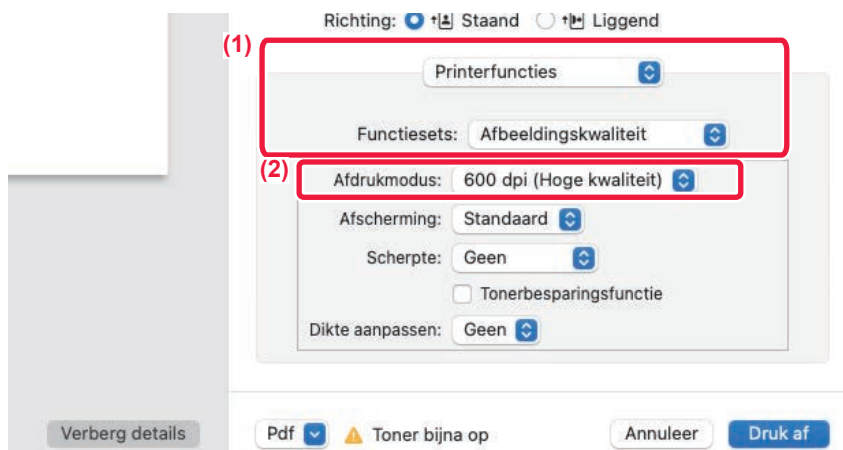 Richting: Staand Liggend
(1)
Printerfuncties
Functiesets: Afbeeldingskwaliteit
(2)
Afdrukmodus: 600 dpi (Hoge kwaliteit)
Afscherming: Standaard
Scherpte: Geen
Tonerbesparingsfunctie
Dikte aanpassen: Geen
Verberg details Pdf Toner bijna op Annuleer Druk af